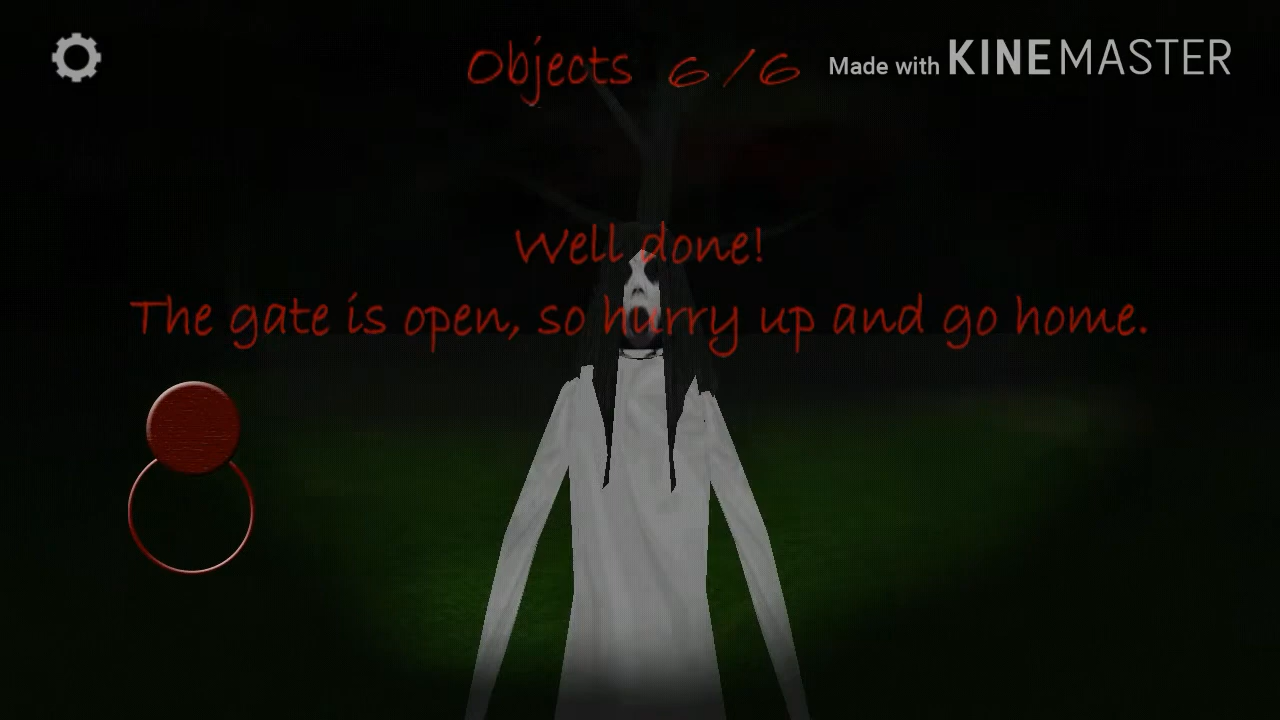 Objects 6/6
Made with KINEMASTER
Well done!
The gate is open, so hurry up and go home.